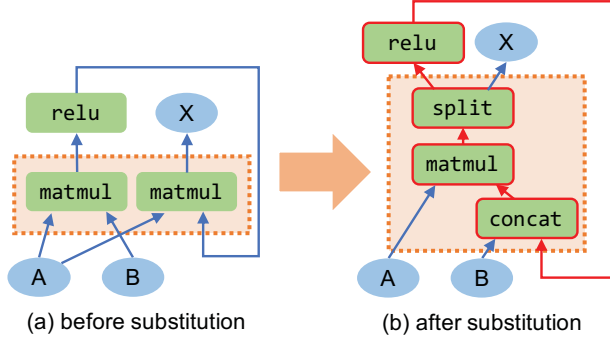 relu
X
matmul
matmul
A
B
(a) before substitution
relu
X
split
matmul
concat
A
B
(b) after substitution